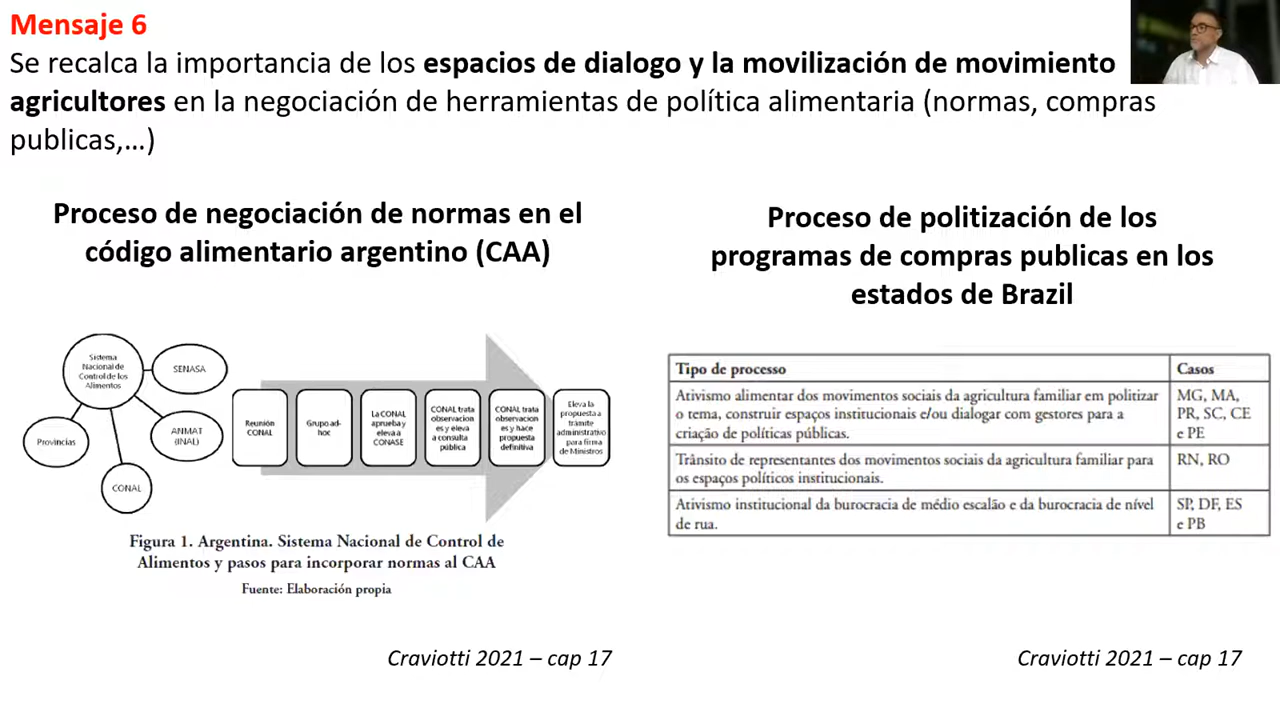 Mensaje 6
Se recalca la importancia de los espacios de dialogo y la movilización de movimiento
agricultores en la negociación de herramientas de política alimentaria (normas, compras
publicas,...)
Proceso de negociación de normas en el
código alimentario argentino (CAA)
Sistema
Nacional de
Control de los
Alimentos
SENASA
Provincias
ANMAT
(INAL)
CONAL
Reunión
CONAL
Grupo ad-
hoc
La CONAL
aprueba y
eleva a
CONASE
CONAL trata
observacion
es y eleva
a consulta
pública
CONAL trata
observacion
es y hace
propuesta
definitiva
Eleva la
propuesta a
trámite
administrativo
para firma
de Ministros
Figura 1. Argentina. Sistema Nacional de Control de
Alimentos y pasos para incorporar normas al CAA
Fuente: Elaboración propia
Craviotti 2021 – cap 17
Proceso de politización de los
programas de compras publicas en los
estados de Brazil
Tipo de processo
Casos
Ativismo alimentar dos movimentos sociais da agricultura familiar em politizar
o tema, construir espaços institucionais e/ou dialogar com gestores para a
criação de políticas públicas.
MG, MA,
PR, SC, CE
e PE
Trânsito de representantes dos movimentos sociais da agricultura familiar para
os espaços políticos institucionais.
RN, RO
Ativismo institucional da burocracia de médio escalão e da burocracia de nível
de rua.
SP, DF, ES
e PB
Craviotti 2021 – cap 17